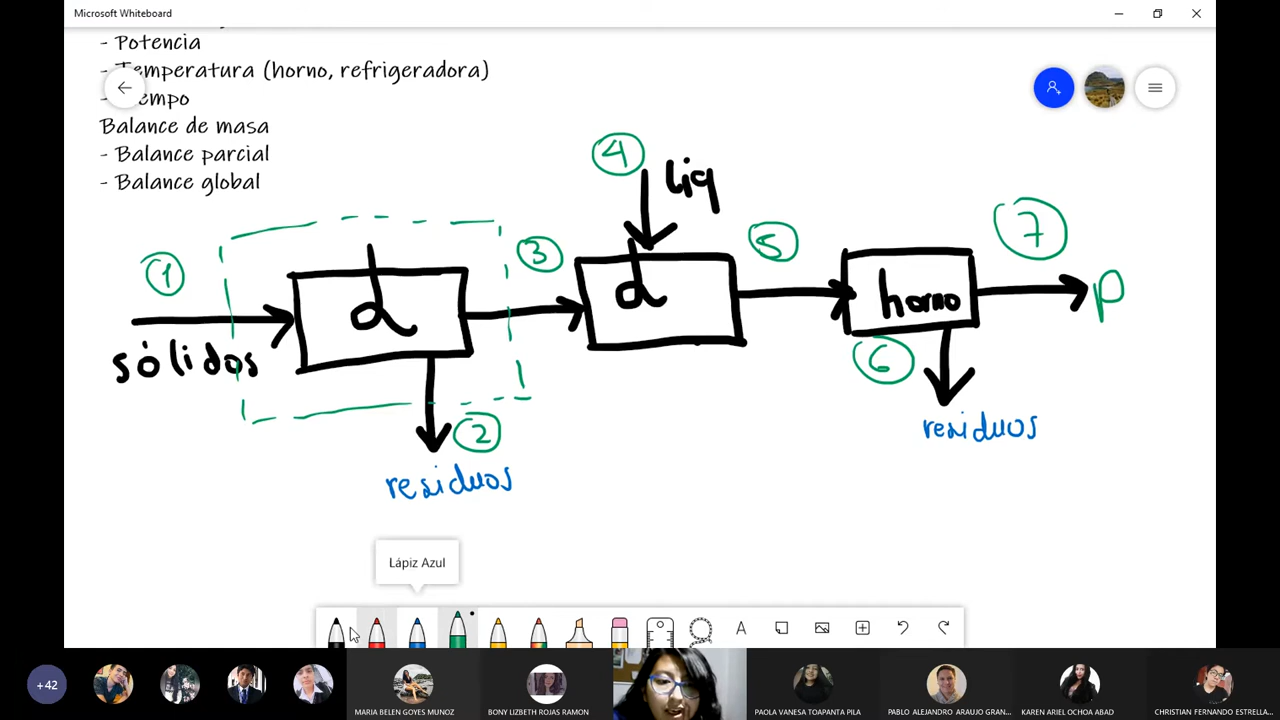 Microsoft Whiteboard
- Potencia
- Temperatura (horno, refrigeradora)
Balance de masa
- Balance parcial
- Balance global
4
liq
1
3
5
7
horno
p
sólidos
6
2
residuos
residuos
Lápiz Azul
A
+42
MARIA BELEN GOYES MUNOZ
BONY LIZBETH ROJAS RAMON
PAOLA VANESA TOAPANTA PILA
PABLO ALEJANDRO ARAUJO GRAN...
KAREN ARIEL OCHOA ABAD
CHRISTIAN FERNANDO ESTRELLA...